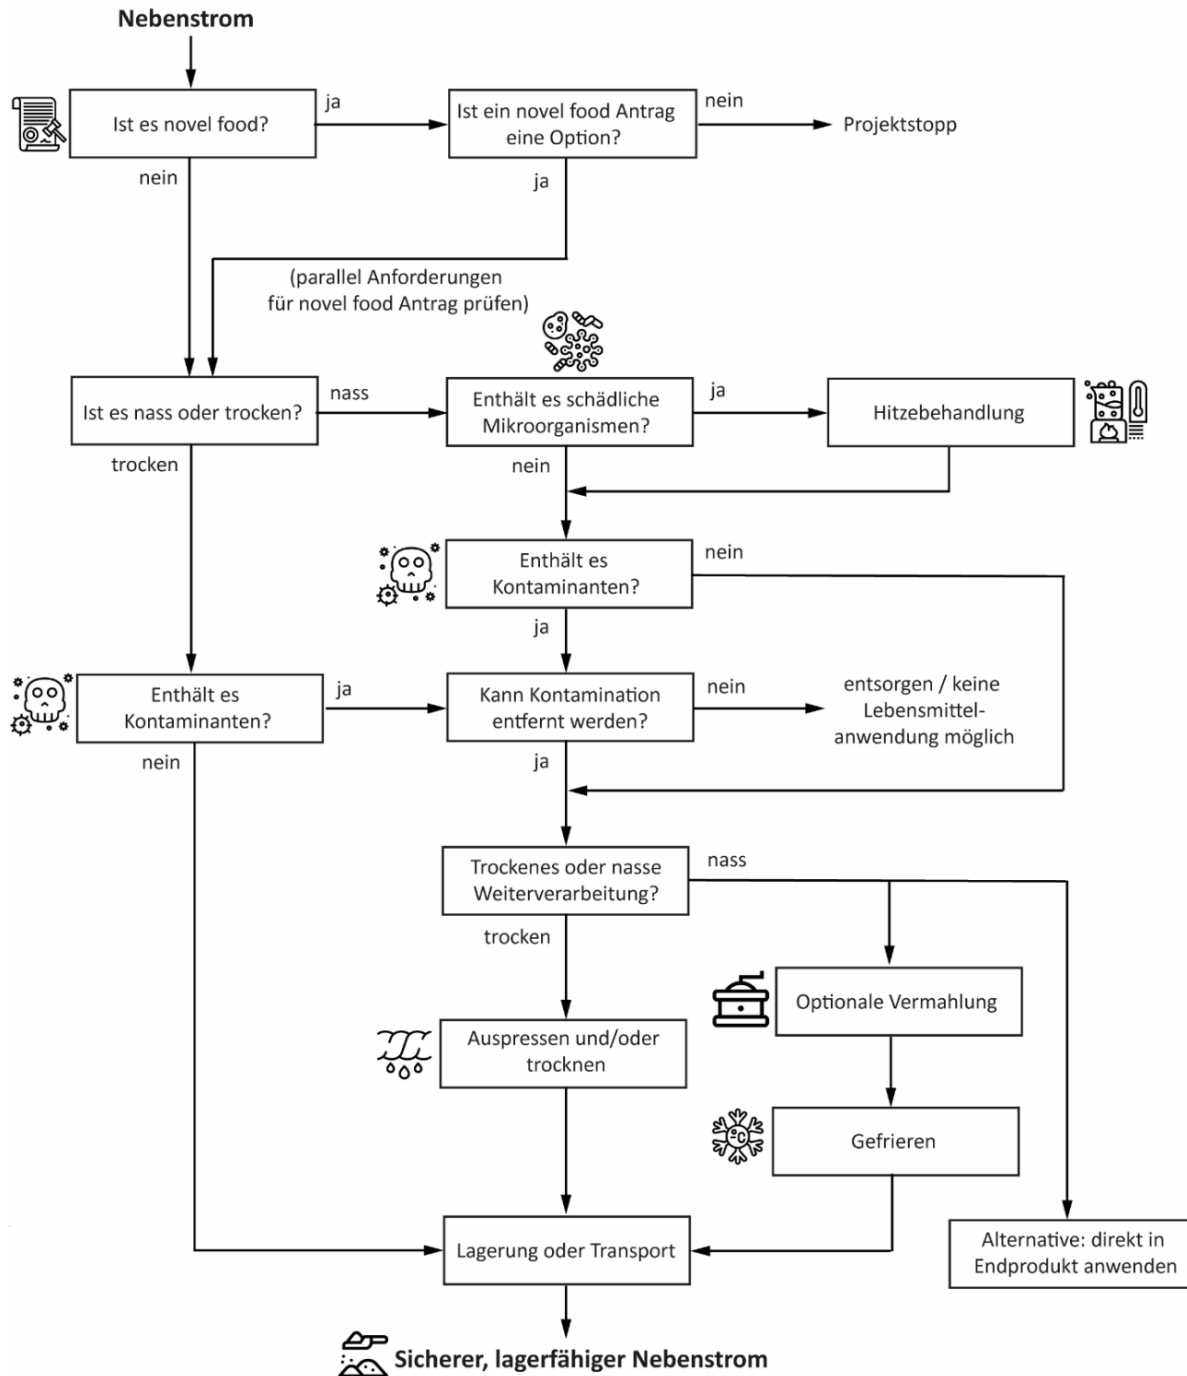 Nebenstrom
Ist es novel food?
ja
Ist ein novel food Antrag
eine Option?
nein
Projektstopp
nein
ja
(parallel Anforderungen
für novel food Antrag prüfen)
Ist es nass oder trocken?
nass
Enthält es schädliche
Mikroorganismen?
ja
Hitzebehandlung
trocken
nein
Enthält es
Kontaminanten?
nein
ja
Enthält es
Kontaminanten?
ja
Kann Kontamination
entfernt werden?
nein
entsorgen / keine
Lebensmittel-
anwendung möglich
nein
ja
Trockenes oder nasse
Weiterverarbeitung?
nass
trocken
Optionale Vermahlung
Auspressen und/oder
trocknen
°C
Gefrieren
Lagerung oder Transport
Alternative: direkt in
Endprodukt anwenden
Sicherer, lagerfähiger Nebenstrom